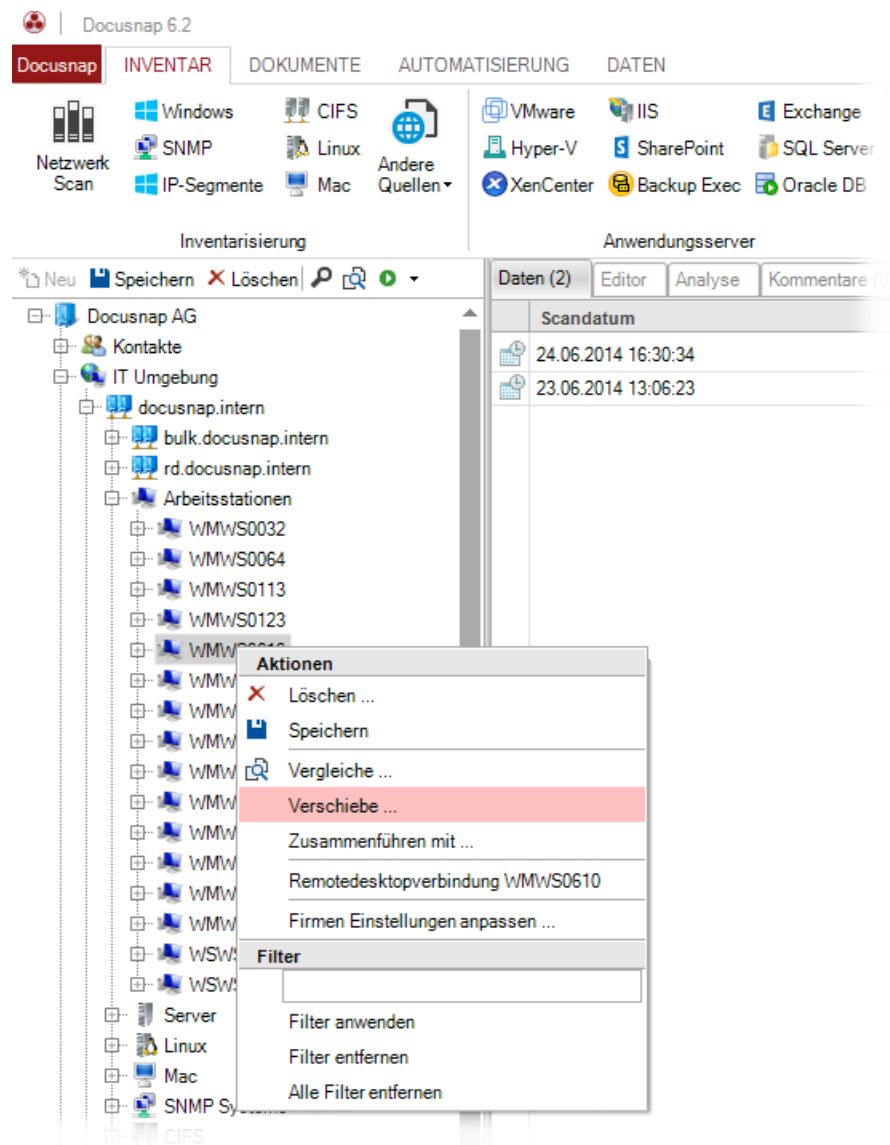 Docusnap 6.2
Docusnap INVENTAR DOKUMENTE AUTOMATISIERUNG DATEN
Windows CIFS VMware IIS Exchange
SNMP Linux Hyper-V SharePoint SQL Server
Netzwerk Scan IP-Segmente Mac Andere Quellen XenCenter Backup Exec Oracle DB
Inventarisierung Anwendungsserver
Neu Speichern Löschen Daten (2) Editor Analyse Kommentare (0)
Docusnap AG Scandatum
Kontakte 24.06.2014 16:30:34
IT Umgebung 23.06.2014 13:06:23
docusnap.intern
bulk.docusnap.intern
rd.docusnap.intern
Arbeitsstationen
WMWS0032
WMWS0064
WMWS0113
WMWS0123
Aktionen
Löschen ...
Speichern
Vergleiche ...
Verschiebe ...
Zusammenführen mit ...
Remotedesktopverbindung WMWS0610
Firmen Einstellungen anpassen ...
Filter
Filter anwenden
Filter entfernen
Alle Filter entfernen
Server
Linux
Mac
SNMP
CIFS